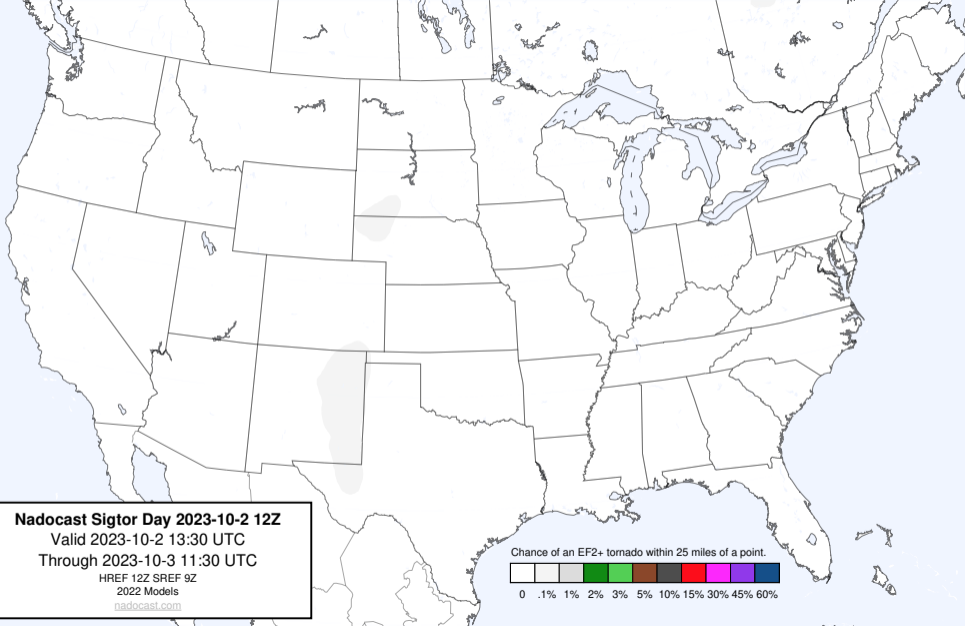 Nadocast Sigtor Day 2023-10-2 12Z
Valid 2023-10-2 13:30 UTC
Through 2023-10-3 11:30 UTC
HREF 12Z SREF 9Z
2022 Models
nadocast.com
Chance of an EF2+ tornado within 25 miles of a point.
0 .1% 1% 2% 3% 5% 10% 15% 30% 45% 60%